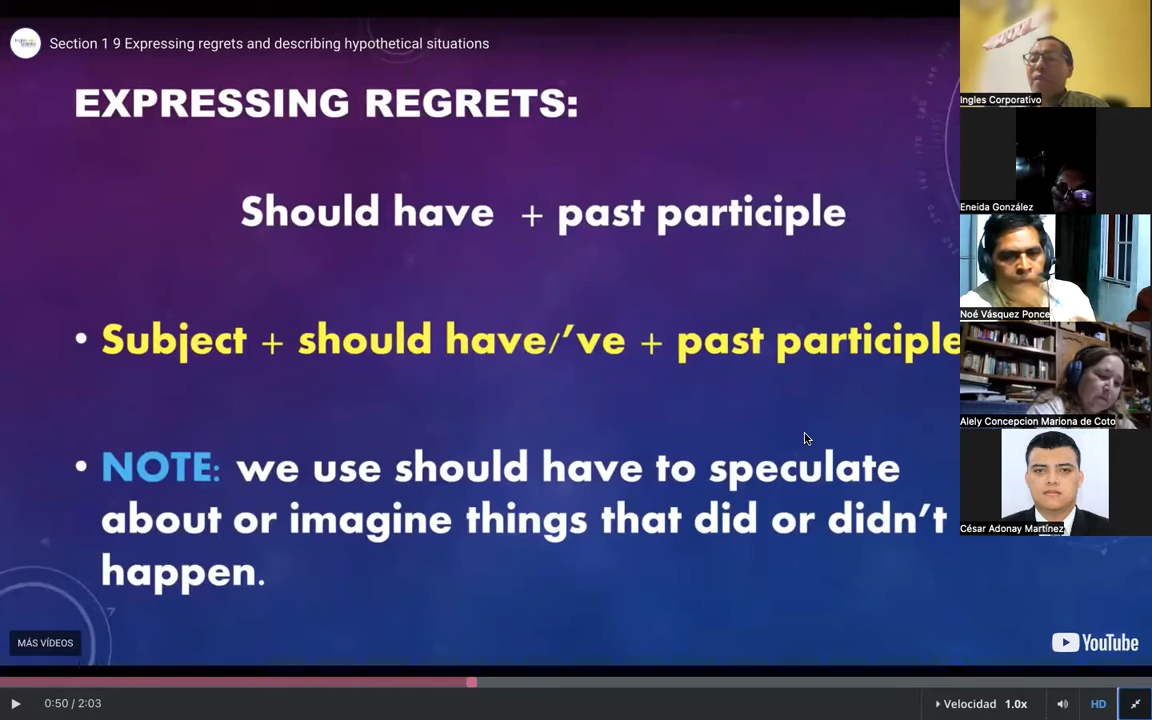 Section 1 9 Expressing regrets and describing hypothetical situations
EXPRESSING REGRETS:
Should have + past participle
• Subject + should have/'ve + past participle
• NOTE: we use should have to speculate
about or imagine things that did or didn't
happen.
MÁS VÍDEOS
YouTube
0:50 / 2:03
Velocidad 1.0x
HD
Ingles Corporativo
Eneida González
Noé Vásquez Ponce
Alely Concepcion Mariona de Coto
César Adonay Martínez